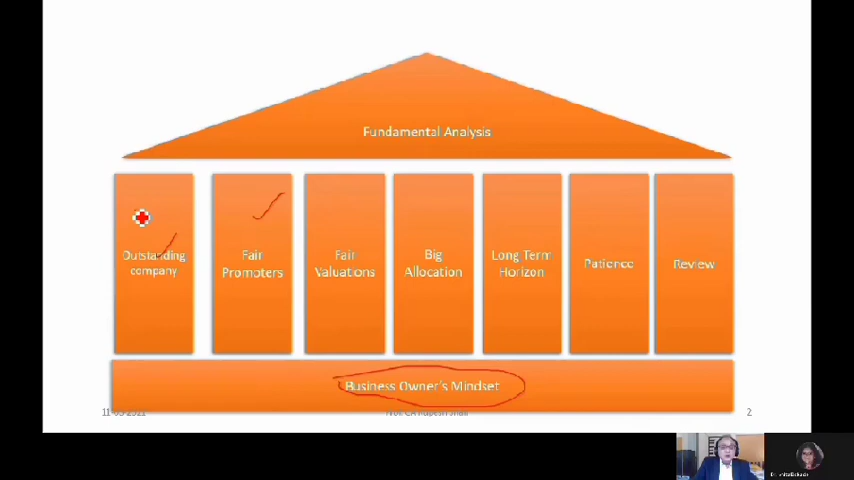 Fundamental Analysis
Outstanding
company
Fair
Promoters
Fair
Valuations
Big
Allocation
Long Term
Horizon
Patience
Review
Business Owner's Mindset
2